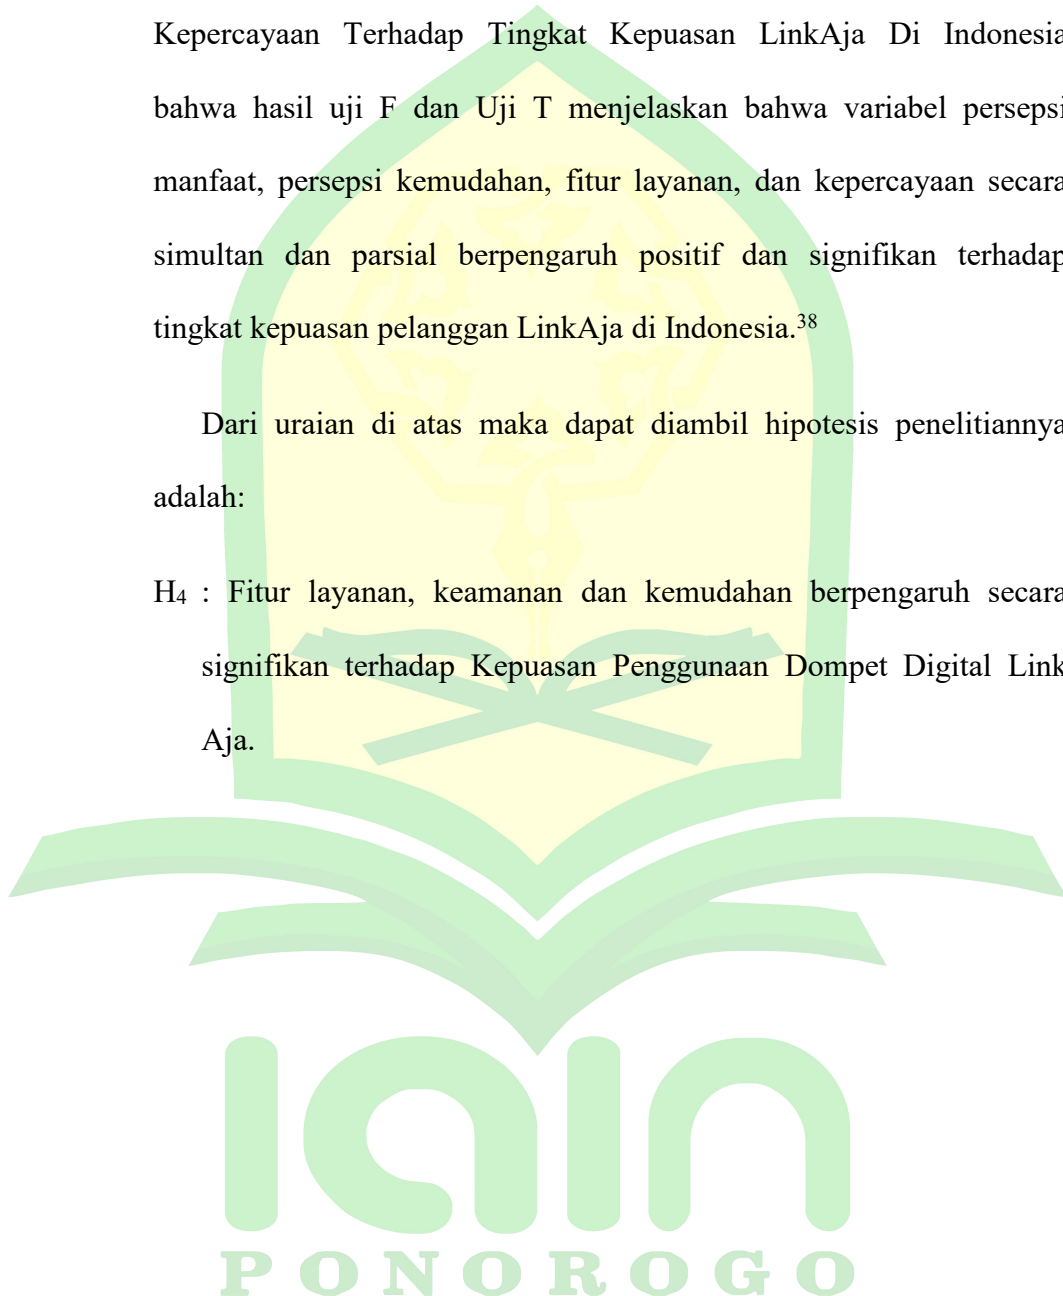 Kepercayaan Terhadap Tingkat Kepuasan LinkAja Di Indonesia
bahwa hasil uji F dan Uji T menjelaskan bahwa variabel persepsi
manfaat, persepsi kemudahan, fitur layanan, dan kepercayaan secara
simultan dan parsial berpengaruh positif dan signifikan terhadap
tingkat kepuasan pelanggan LinkAja di Indonesia.³⁸
Dari uraian di atas maka dapat diambil hipotesis penelitiannya
adalah:
H₄ : Fitur layanan, keamanan dan kemudahan berpengaruh secara
signifikan terhadap Kepuasan Penggunaan Dompet Digital Link
Aja.
iain
PONOROGO